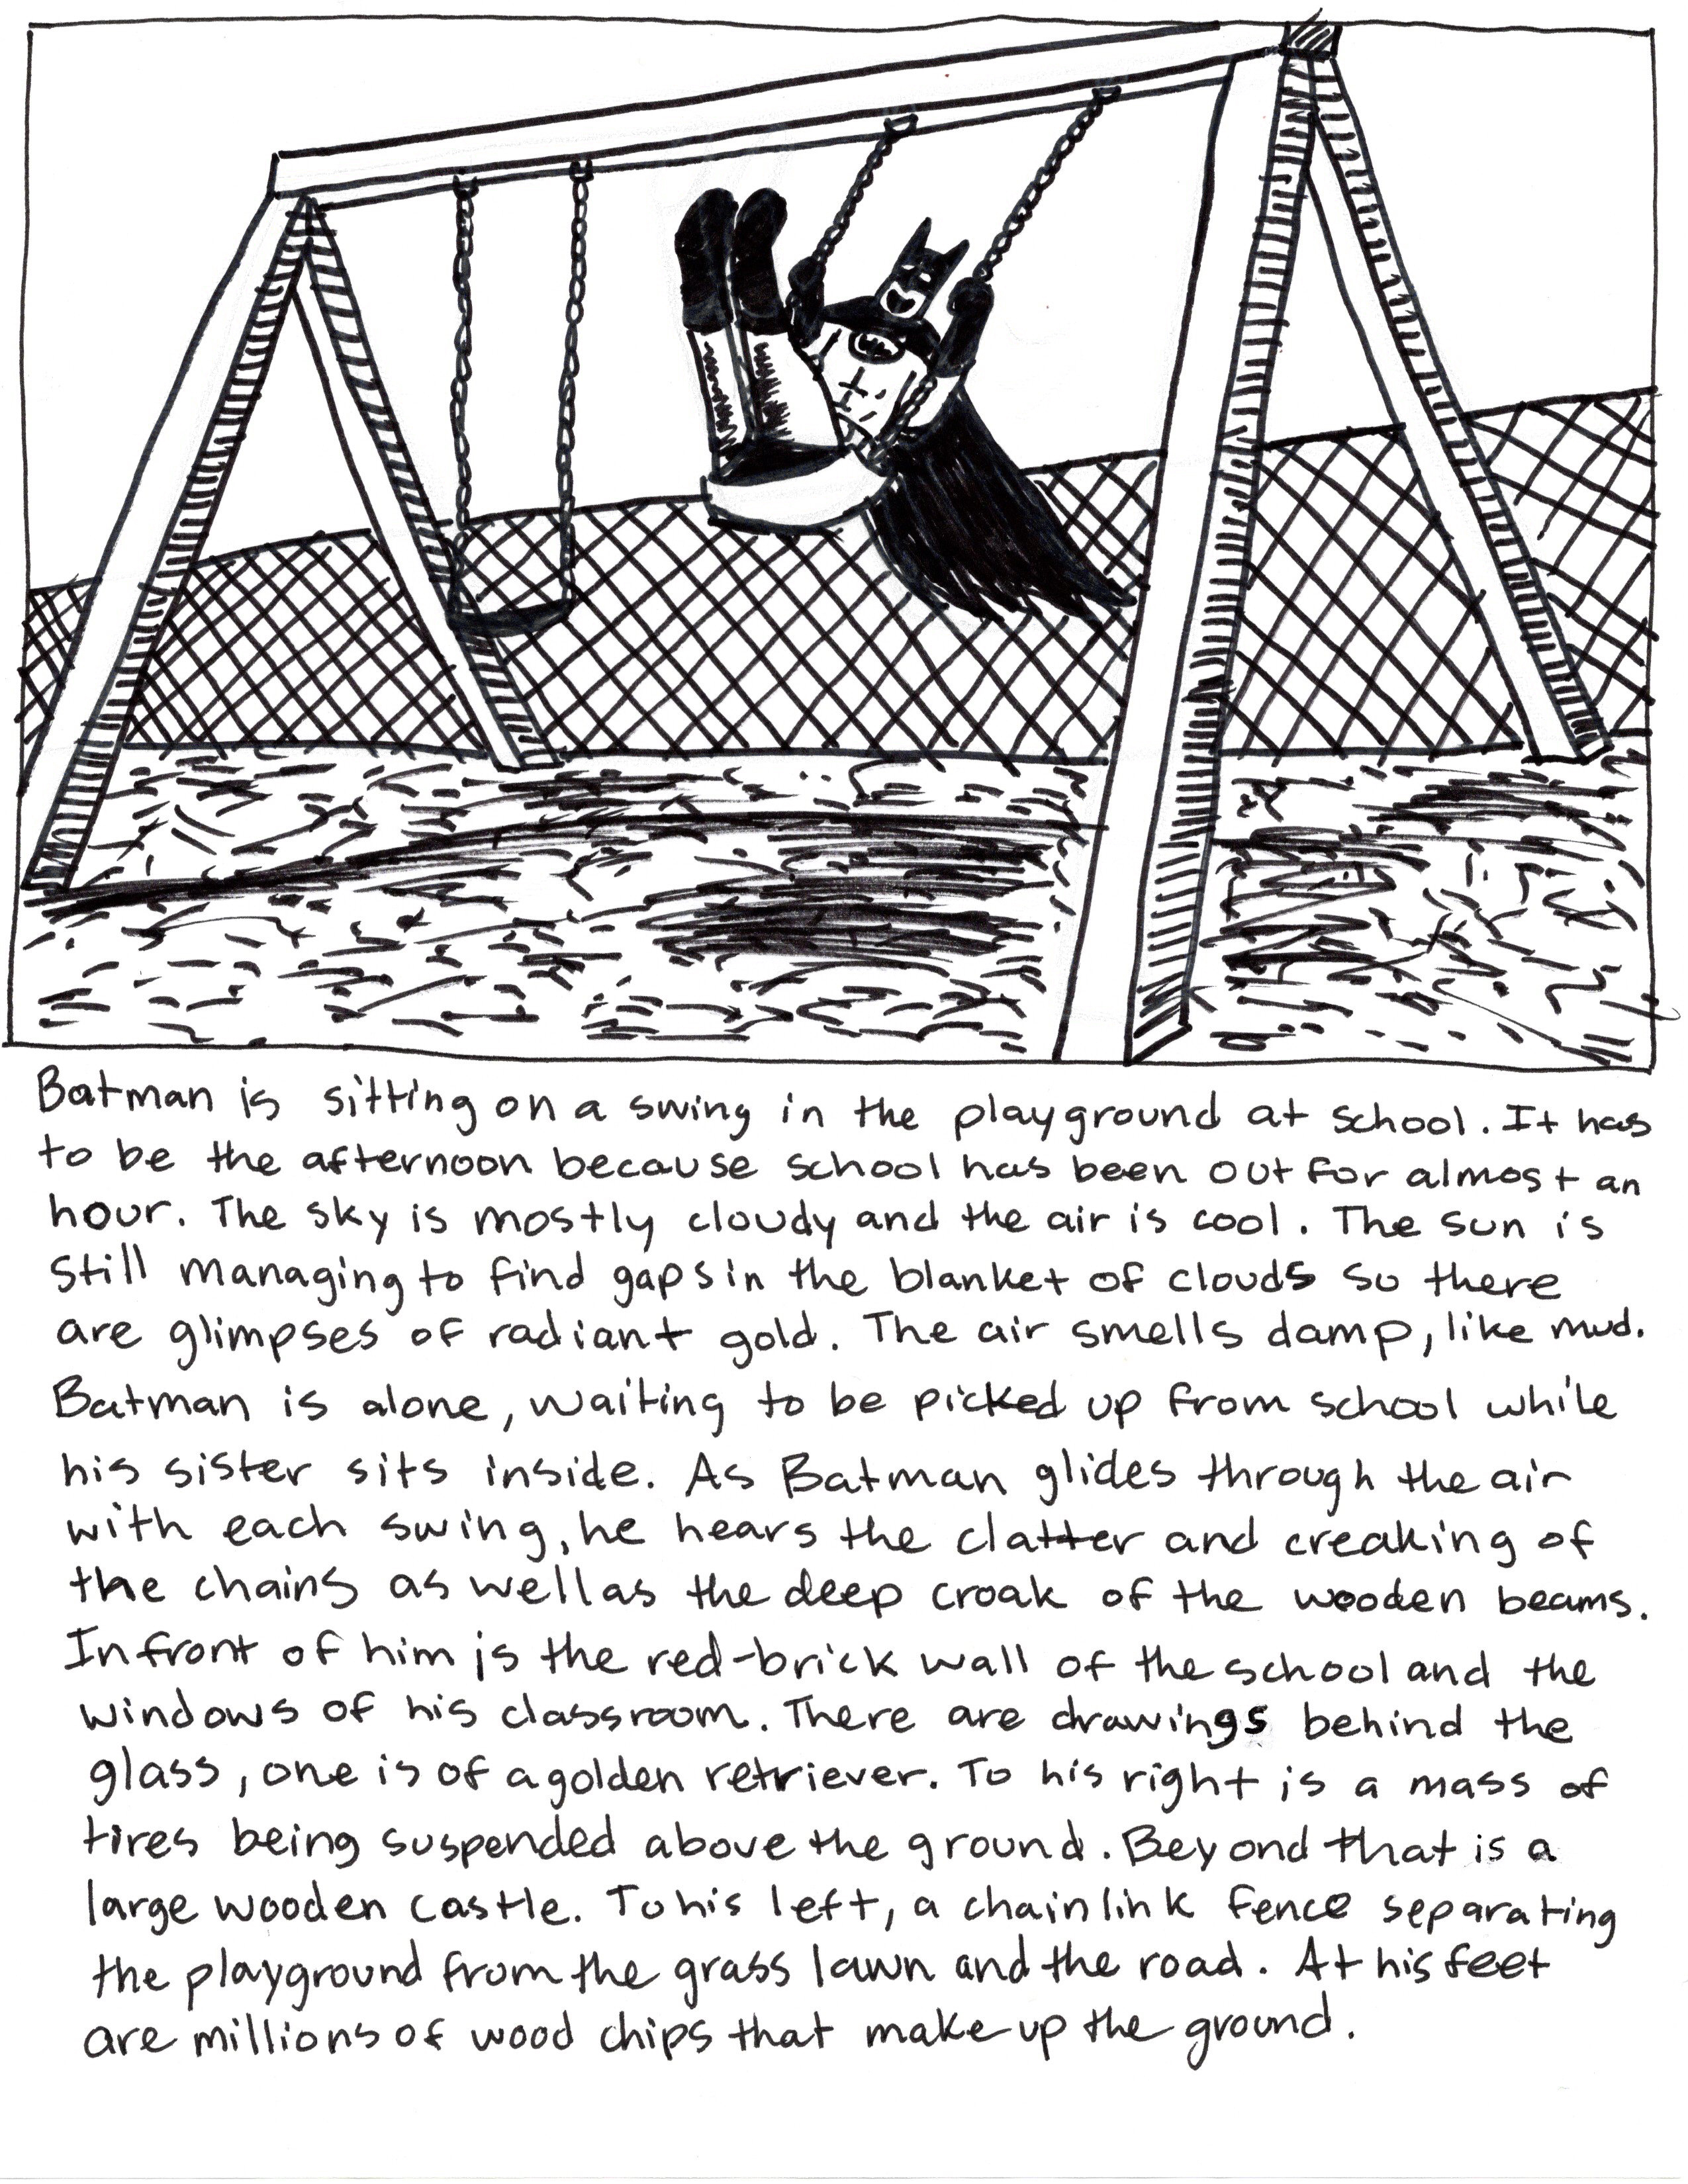 Batman is sitting on a swing in the playground at school. It has
to be the afternoon because school has been out for almost an
hour. The sky is mostly cloudy and the air is cool. The sun is
still managing to find gaps in the blanket of clouds so there
are glimpses of radiant gold. The air smells damp, like mud.
Batman is alone, waiting to be picked up from school while
his sister sits inside. As Batman glides through the air
with each swing, he hears the clatter and creaking of
the chains as well as the deep croak of the wooden beams.
In front of him is the red-brick wall of the school and the
windows of his classroom. There are drawings behind the
glass, one is of a golden retriever. To his right is a mass of
tires being suspended above the ground. Beyond that is a
large wooden castle. To his left, a chain link fence separating
the playground from the grass lawn and the road. At his feet
are millions of wood chips that make up the ground.